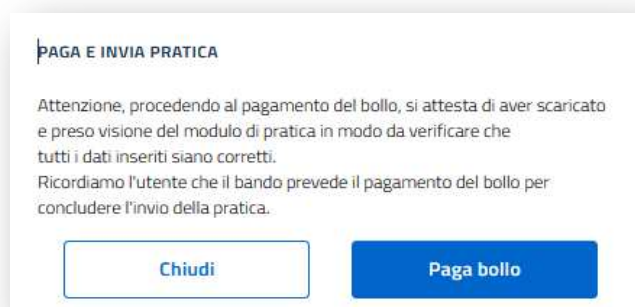 PAGA E INVIA PRATICA
Attenzione, procedendo al pagamento del bollo, si attesta di aver scaricato
e preso visione del modulo di pratica in modo da verificare che
tutti i dati inseriti siano corretti.
Ricordiamo l'utente che il bando prevede il pagamento del bollo per
concludere l'invio della pratica.
Chiudi
Paga bollo